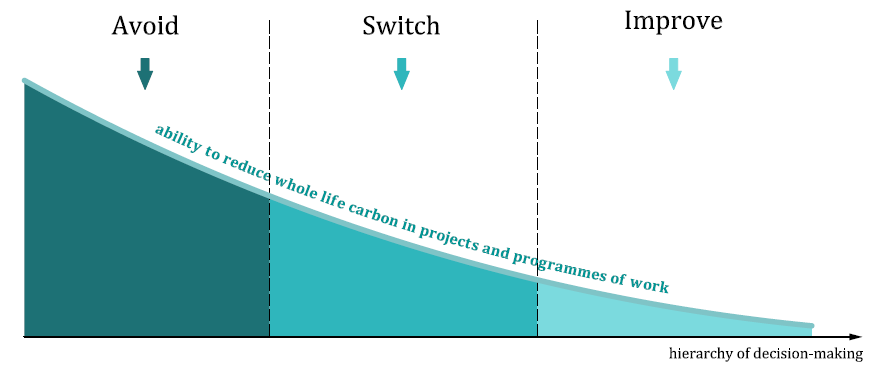 Avoid
Switch
Improve
ability to reduce whole life carbon in projects and programmes of work
hierarchy of decision-making